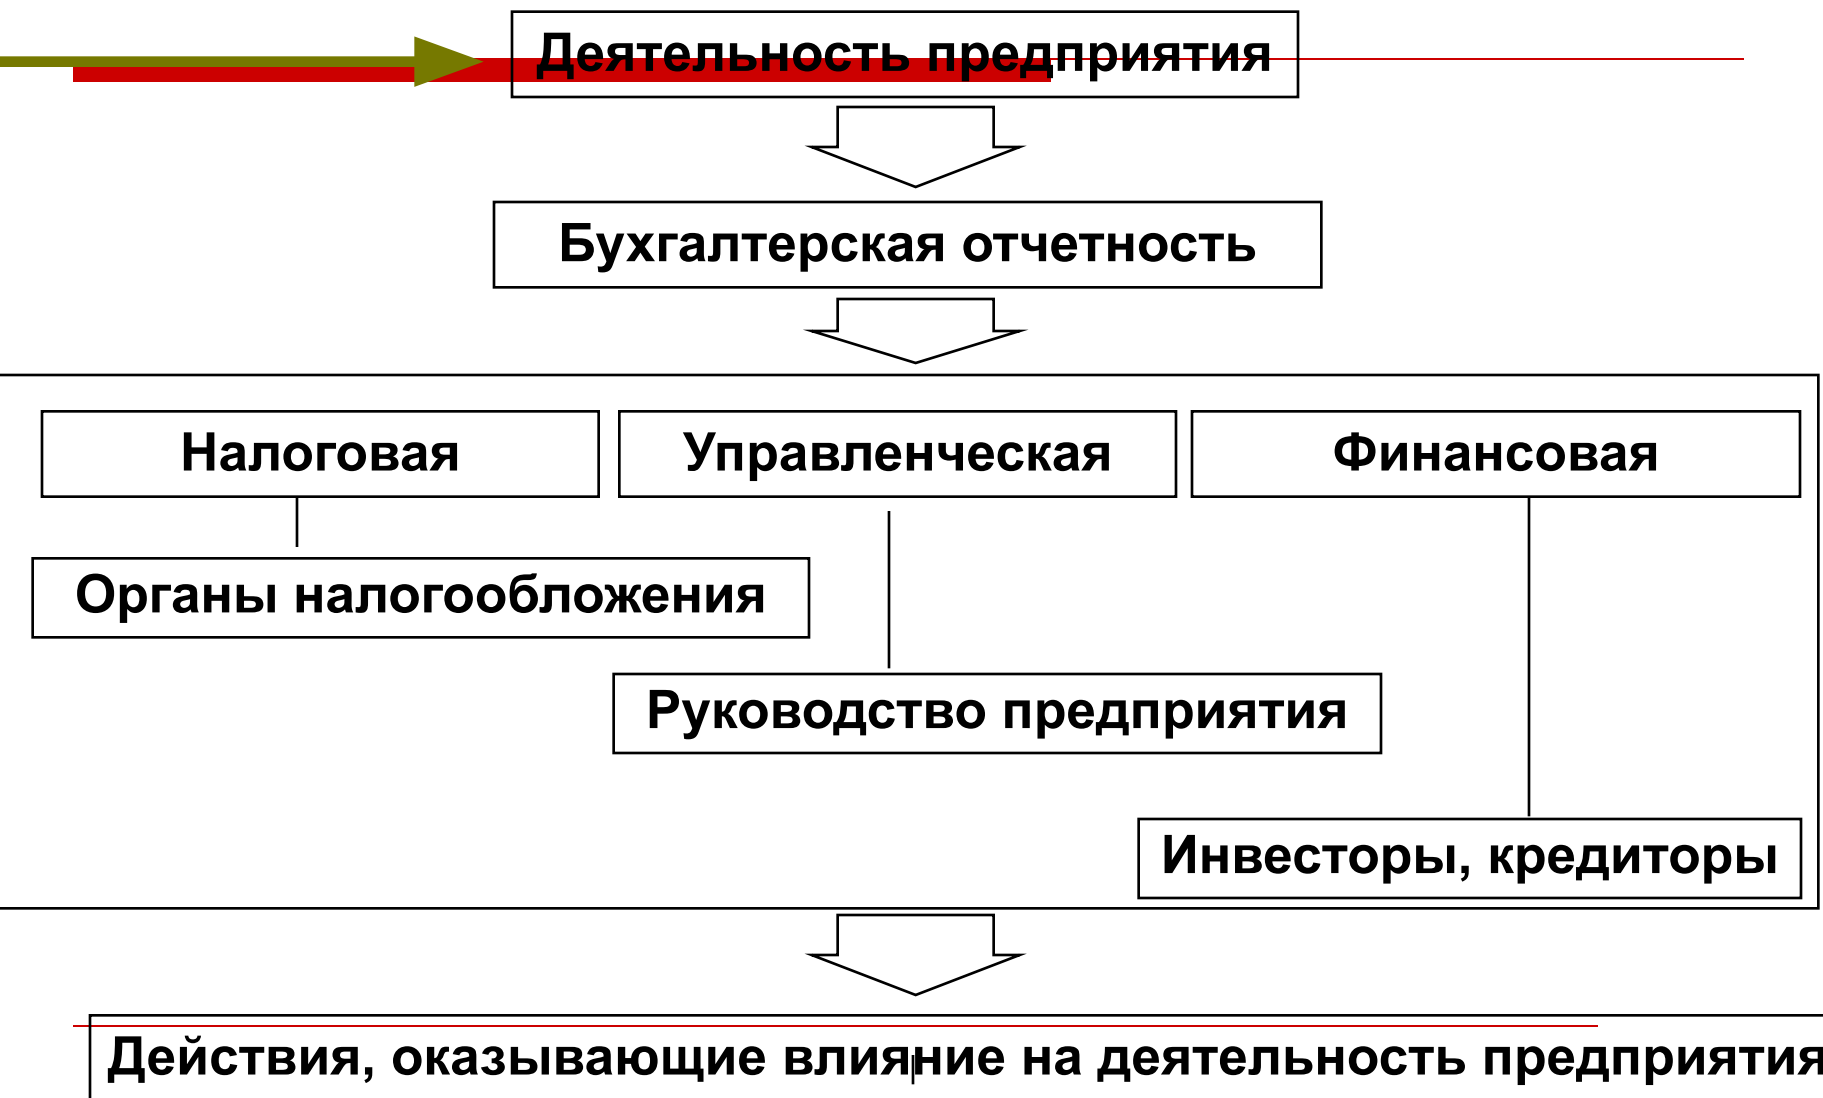 Деятельность предприятия
Бухгалтерская отчетность
Налоговая
Управленческая
Финансовая
Органы налогообложения
Руководство предприятия
Инвесторы, кредиторы
Действия, оказывающие влияние на деятельность предприятия